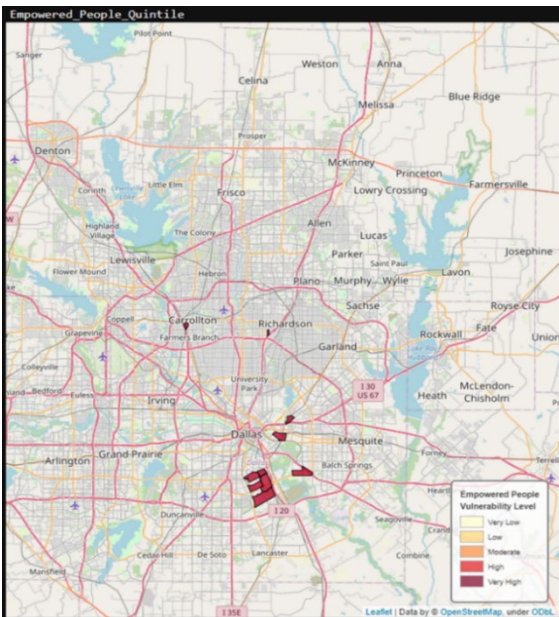 Empowered_People_Quintile
Pilot Point
Sanger
Weston
Anna
Celina
Blue Ridge
Melissa
Prosper
Denton
McKinney
Princeton
Corinth
Little Elm
Frisco
Lowry Crossing
Farmersville
Highland
Village
The Colony
Allen
Lucas
Lewisville
Parker
Saint Paul
Josephine
Flower Mound
Hebron
Plano
Murphy
Wylie
Lavon
Sachse
Royse City
Coppell
Carrollton
Richardson
Grapevine
Farmers Branch
Rockwall
Fate
Garland
Union
Colleyville
University
Park
I 30
US 67
Heath
McLendon-
Chisholm
Bedford
Euless
Irving
Dallas
Mesquite
Arlington
Grand Prairie
Balch Springs
Forney
Terrell
Duncanville
I 20
Seagoville
Cedar Hill
De Soto
Lancaster
Combine
Mansfield
I 35E
Empowered People
Vulnerability Level
Very Low
Low
Moderate
High
Very High
Leaflet | Data by © OpenStreetMap, under ODbL.